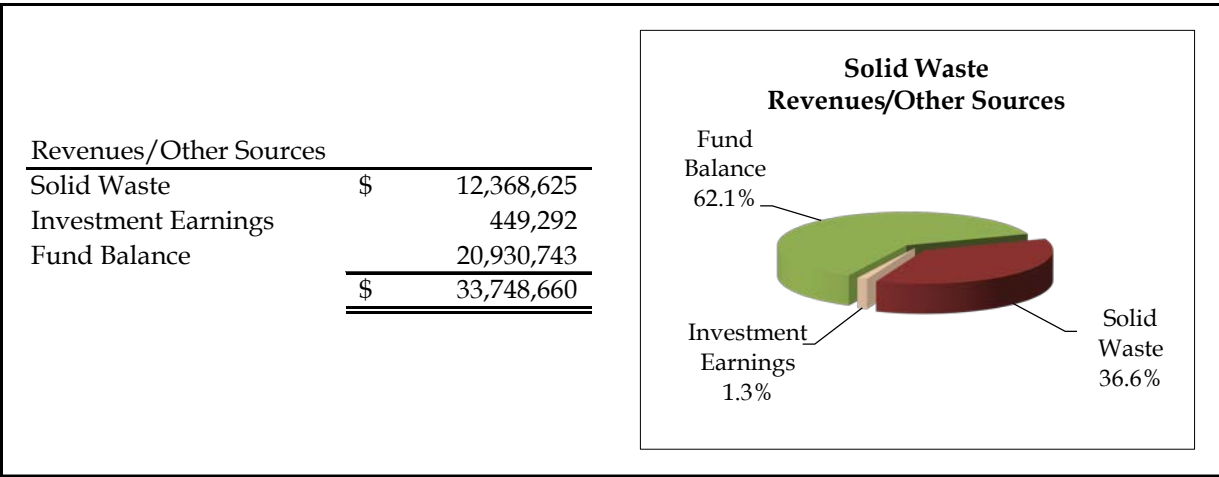 Revenues/Other Sources
Solid Waste $ 12,368,625
Investment Earnings 449,292
Fund Balance 20,930,743
$ 33,748,660
Solid Waste
Revenues/Other Sources
Fund
Balance
62.1%
Investment
Earnings
1.3%
Solid
Waste
36.6%